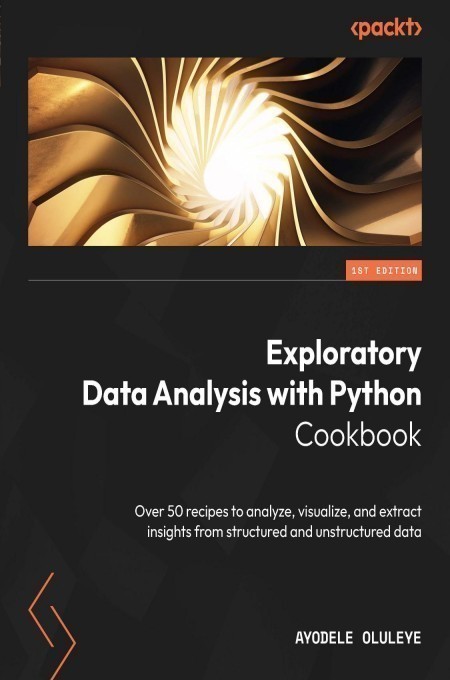 <packt>
1ST EDITION
Exploratory
Data Analysis with Python
Cookbook
Over 50 recipes to analyze, visualize, and extract
insights from structured and unstructured data
AYODELE OLULEYE